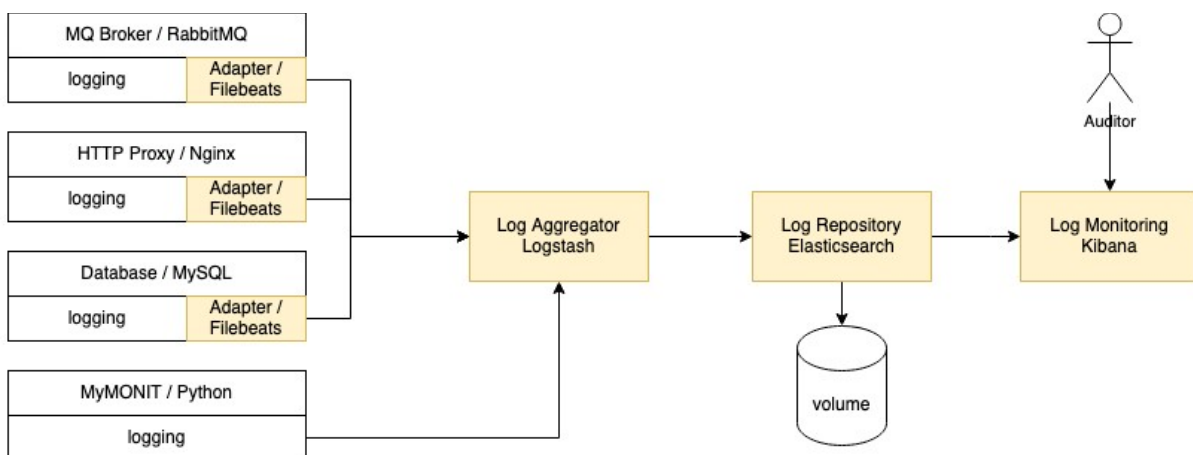 MQ Broker / RabbitMQ
logging
Adapter /
Filebeats
HTTP Proxy / Nginx
logging
Adapter /
Filebeats
Database / MySQL
logging
Adapter /
Filebeats
MyMONIT / Python
logging
Log Aggregator
Logstash
Log Repository
Elasticsearch
volume
Auditor
Log Monitoring
Kibana